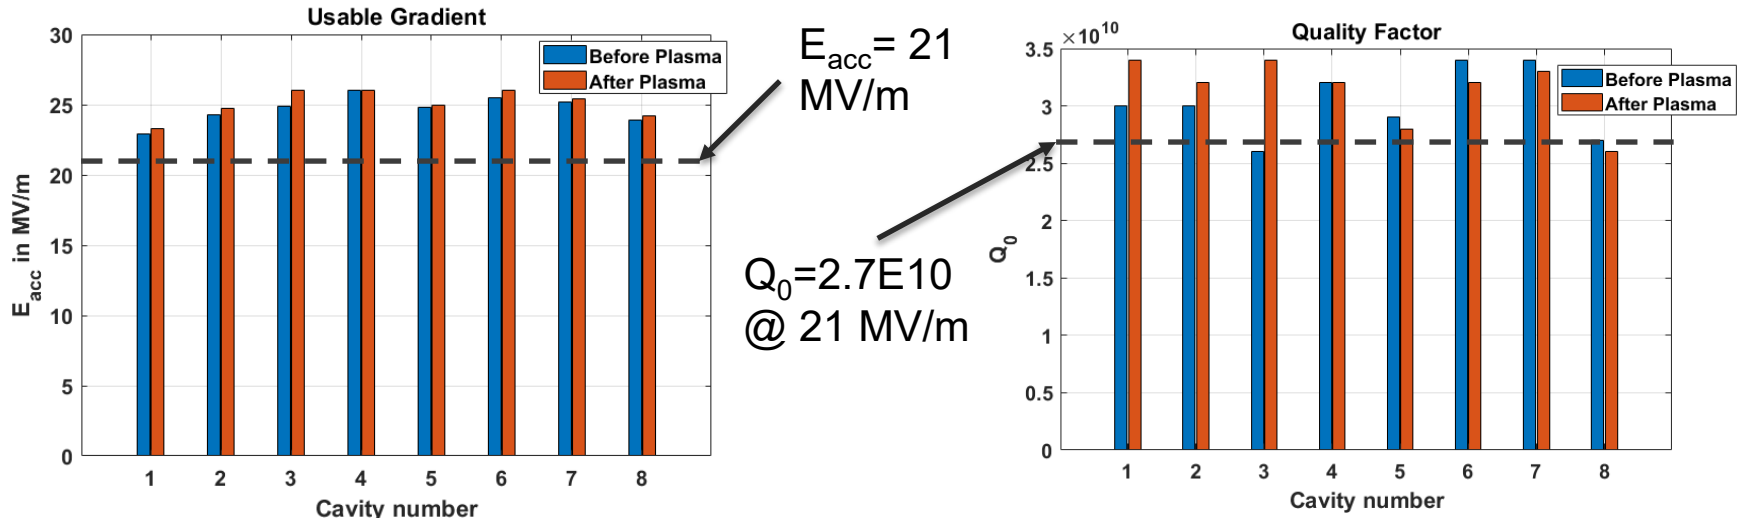 Usable Gradient
30
25
20
15
10
5
0
E_acc in MV/m
Before Plasma
After Plasma
1 2 3 4 5 6 7 8
Cavity number
E_acc= 21
MV/m
Q_0=2.7E10
@ 21 MV/m
Quality Factor
×10^10
3.5
3
2.5
2
1.5
1
0.5
0
Q_0
Before Plasma
After Plasma
1 2 3 4 5 6 7 8
Cavity number